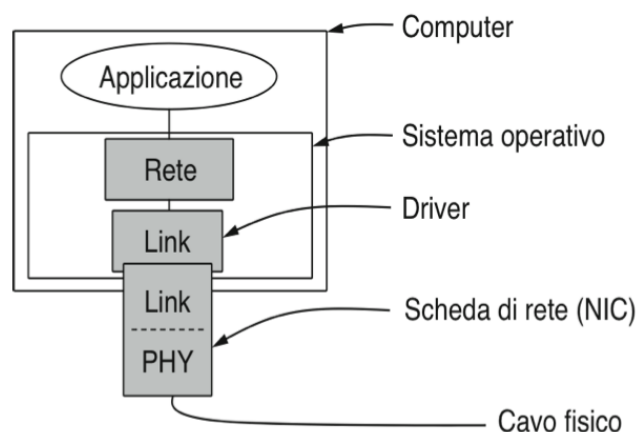 Computer
Applicazione
Sistema operativo
Rete
Driver
Link
Link
Scheda di rete (NIC)
PHY
Cavo fisico